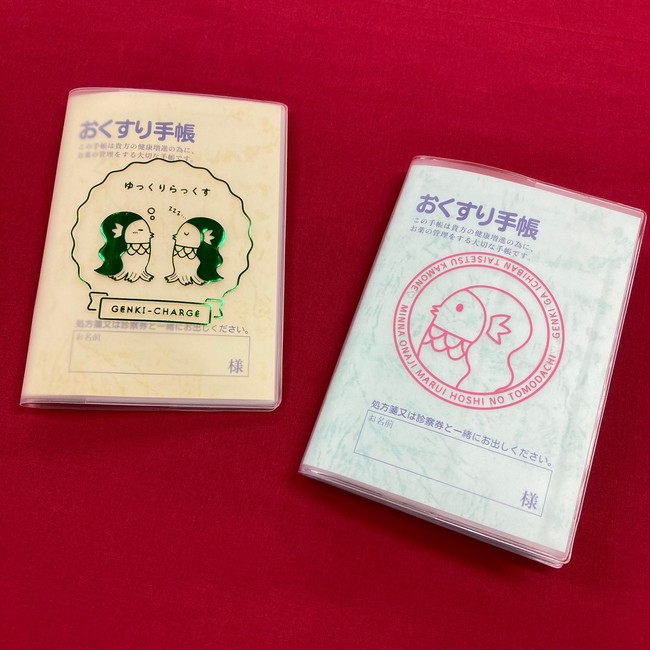 おくすり手帳
この手帳は貴方の健康増進の為に、
お薬の管理をする大切な手帳です。
ゆっくりらっくす
zzz
GENKI-CHARGE
処方箋又は診察券と一緒にお出しください。
お名前
様
おくすり手帳
この手帳は貴方の健康増進の為に、
お薬の管理をする大切な手帳です。
GENKI GA ICHIBAN TAISETSU KAMONE♡ MINNA ONAJI MARUI HOSHI NO TOMODACHI
処方箋又は診察券と一緒にお出しください。
お名前
様